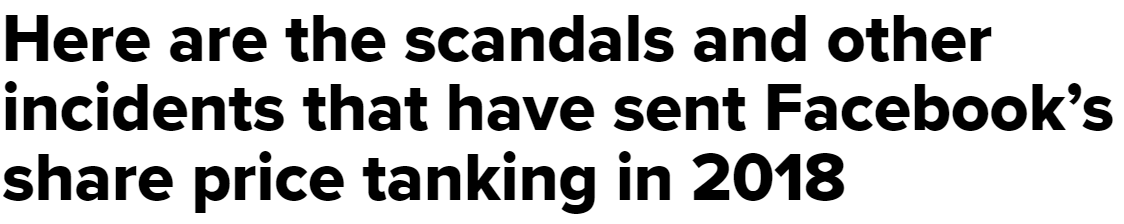 Here are the scandals and other
incidents that have sent Facebook’s
share price tanking in 2018